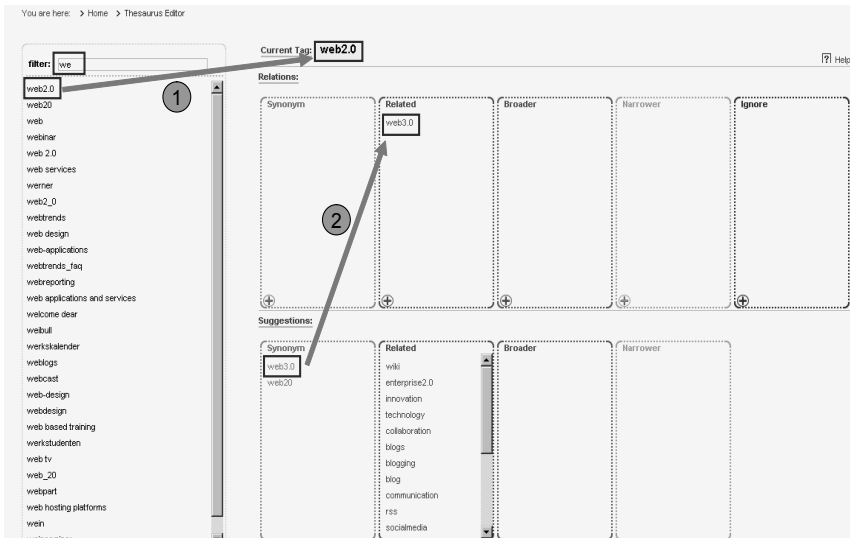 You are here: > Home > Thesaurus Editor
filter: we
web2.0
web20
web
webinar
web 2.0
web services
werner
web2_0
webtrends
web design
web-applications
webtrends_faq
webreporting
web applications and services
welcome dear
weibull
werkskalender
weblogs
webcast
web-design
webdesign
web based training
werkstudenten
web tv
web_20
webpart
web hosting platforms
wein
1
Current Tag: web2.0
? Help
Relations:
Synonym
Related
web3.0
Broader
Narrower
Ignore
2
Suggestions:
Synonym
web3.0
web20
Related
wiki
enterprise2.0
innovation
technology
collaboration
blogs
blogging
blog
communication
rss
socialmedia
Broader
Narrower